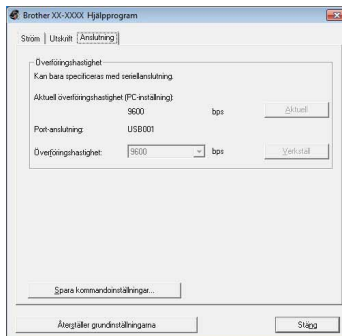 Brother XX-XXXX Hjälpprogram
Ström Utskrift Anslutning
Överföringshastighet
Kan bara specificeras med seriellanslutning.
Aktuell överföringshastighet (PC-inställning):
9600 bps Aktuell
Port-anslutning: USB001
Överföringshastighet: 9600 bps Verkställ
Spara kommandoinställningar...
Återställer grundinställningarna Stäng